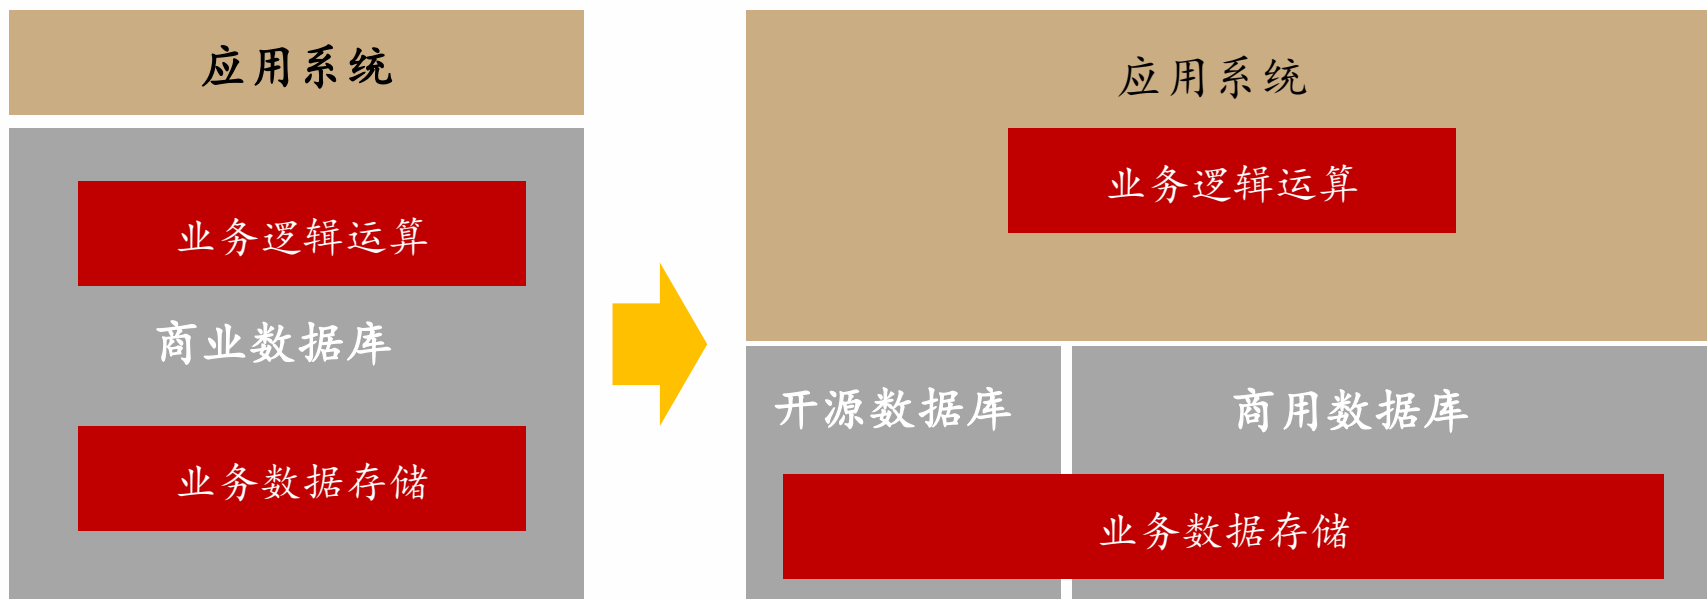 应用系统
业务逻辑运算
商业数据库
业务数据存储
应用系统
业务逻辑运算
开源数据库
商用数据库
业务数据存储